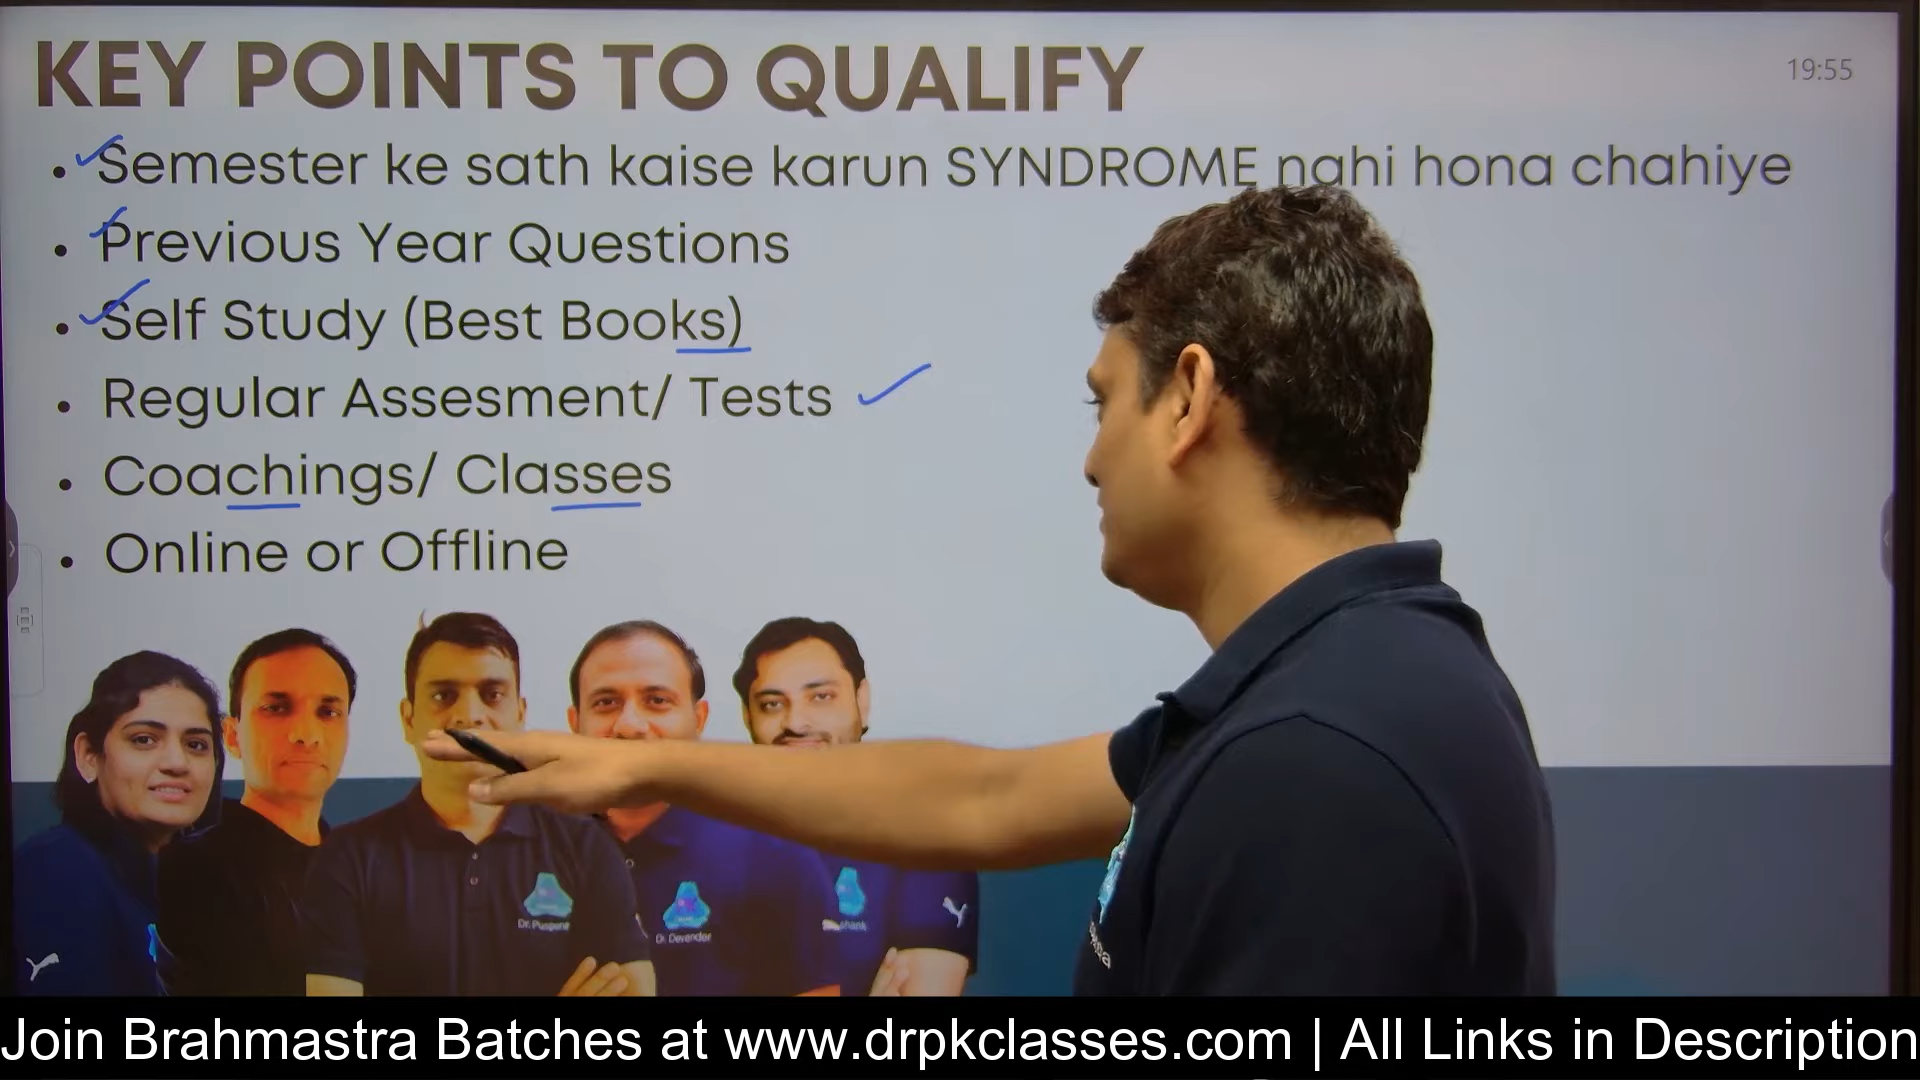 KEY POINTS TO QUALIFY
19:55
• Semester ke sath kaise karun SYNDROME nahi hona chahiye
• Previous Year Questions
• Self Study (Best Books)
• Regular Assesment/ Tests
• Coachings/ Classes
• Online or Offline
Dr. Devender
Join Brahmastra Batches at www.drpkclasses.com | All Links in Description